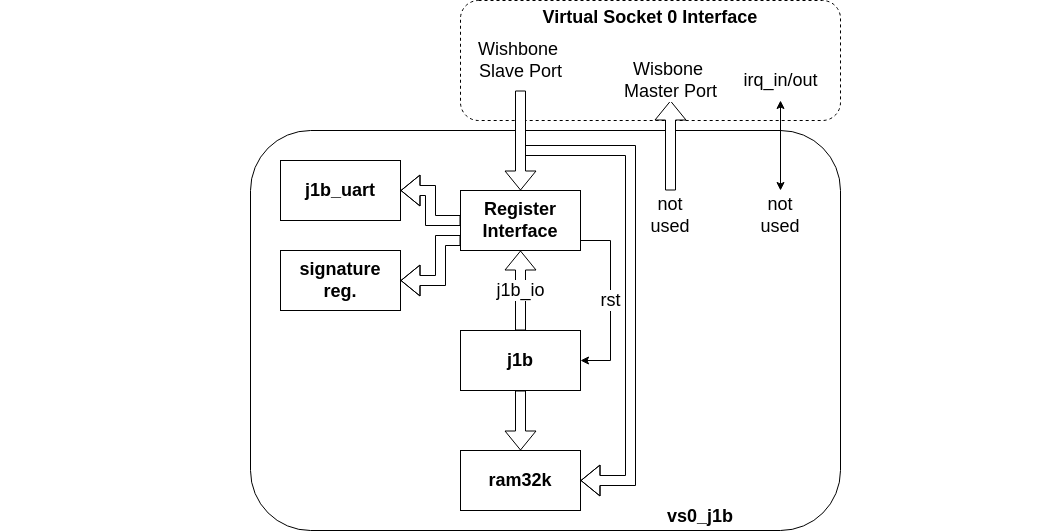 Virtual Socket 0 Interface
Wishbone
Slave Port
Wisbone
Master Port
irq_in/out
j1b_uart
Register
Interface
not
used
not
used
signature
reg.
j1b_io
rst
j1b
ram32k
vs0_j1b